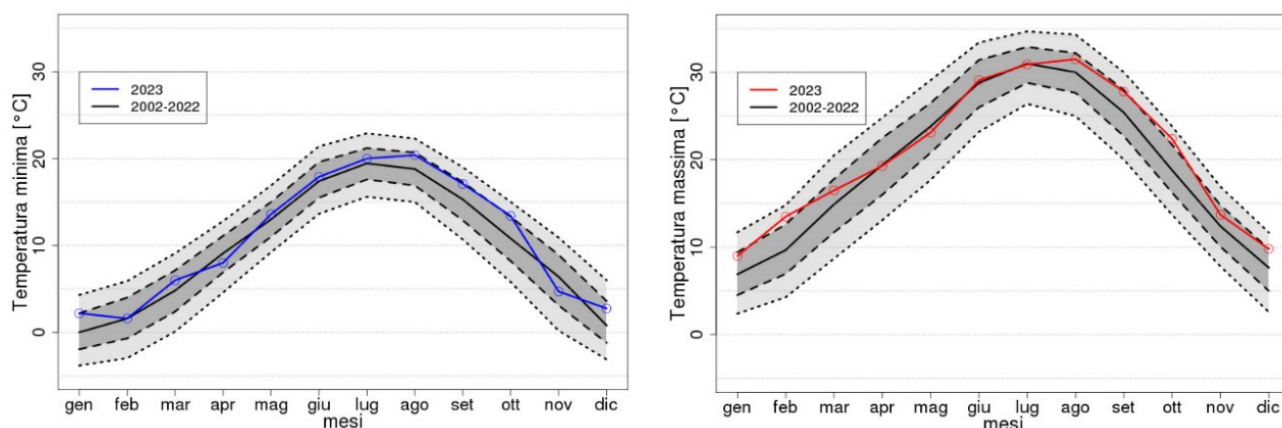 Temperatura minima [°C]
30
20
10
0
2023
2002-2022
gen feb mar apr mag giu lug ago set ott nov dic
mesi
Temperatura massima [°C]
30
20
10
0
2023
2002-2022
gen feb mar apr mag giu lug ago set ott nov dic
mesi